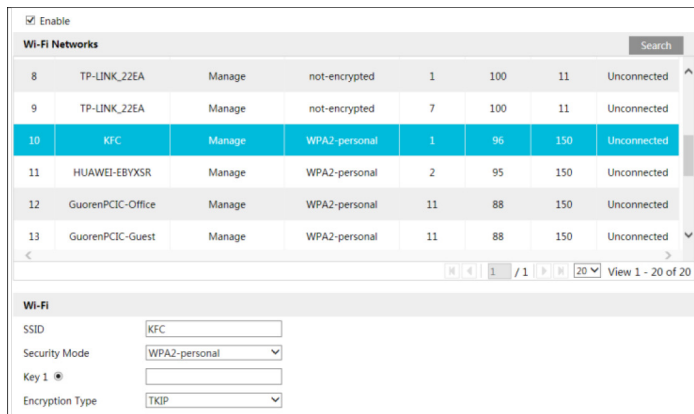 Enable
Wi-Fi Networks Search
8 TP-LINK_22EA Manage not-encrypted 1 100 11 Unconnected
9 TP-LINK_22EA Manage not-encrypted 7 100 11 Unconnected
10 KFC Manage WPA2-personal 1 96 150 Unconnected
11 HUAWEI-EBYXSR Manage WPA2-personal 2 95 150 Unconnected
12 GuorenPCIC-Office Manage WPA2-personal 11 88 150 Unconnected
13 GuorenPCIC-Guest Manage WPA2-personal 11 88 150 Unconnected
1 / 1 20 View 1 - 20 of 20
Wi-Fi
SSID KFC
Security Mode WPA2-personal
Key 1
Encryption Type TKIP